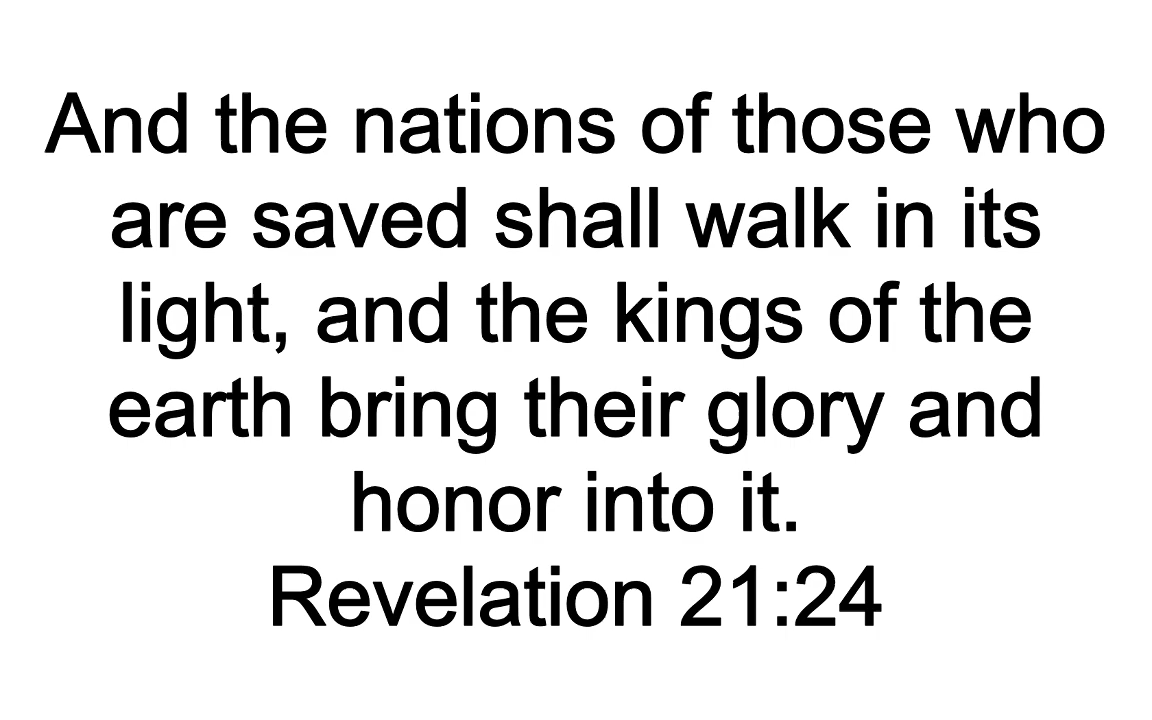 And the nations of those who
are saved shall walk in its
light, and the kings of the
earth bring their glory and
honor into it.
Revelation 21:24